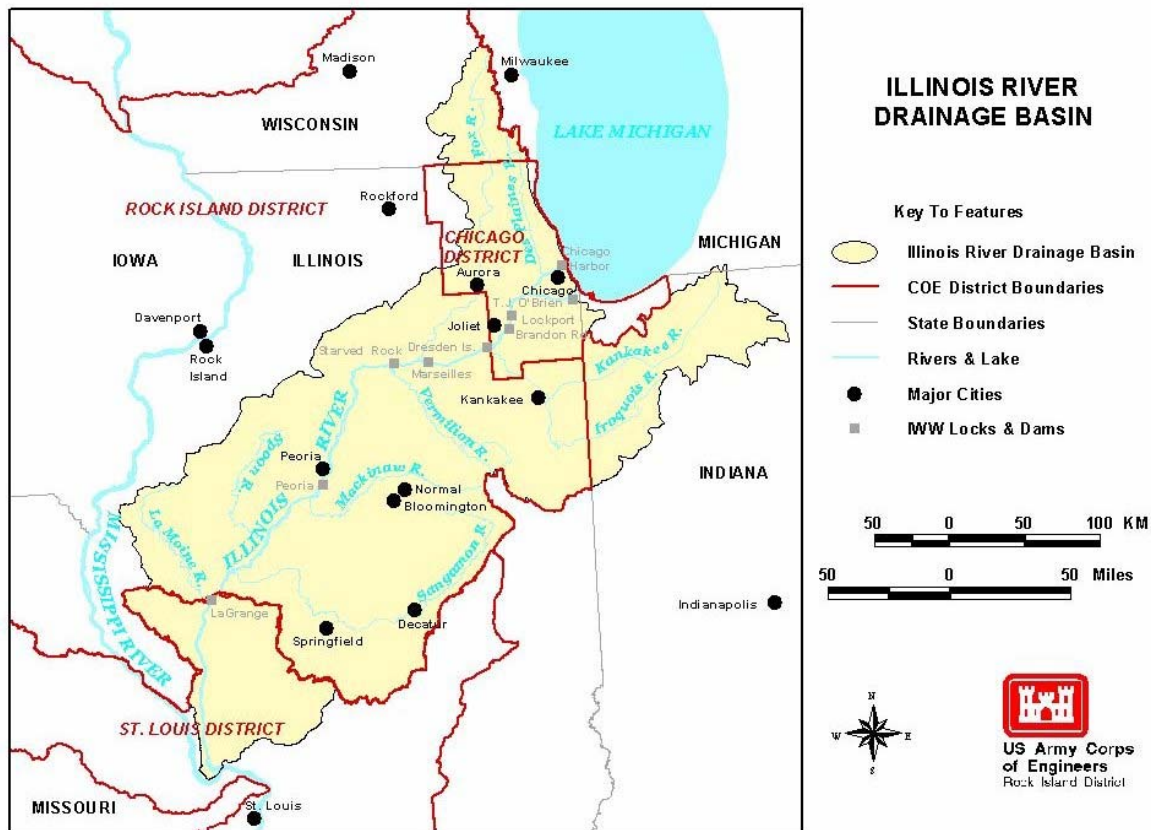 ILLINOIS RIVER
DRAINAGE BASIN
Madison
Milwaukee
WISCONSIN
LAKE MICHIGAN
Fox R.
Des Plaines R.
ROCK ISLAND DISTRICT
Rockford
CHICAGO
DISTRICT
MICHIGAN
IOWA
ILLINOIS
Chicago
Harbor
Aurora
Chicago
T.J. O'Brien
Davenport
Joliet
Lockport
Brandon Rd
Rock
Island
Starved Rock
Dresden Is.
Marseilles
Kankakee R.
Kankakee
Iroquois R.
Vermilion R.
ILLINOIS RIVER
Spoon R.
Peoria
Peoria
Mackinaw R.
Normal
Bloomington
INDIANA
La Moine R.
MISSISSIPPI RIVER
Sangamon R
LaGrange
Springfield
Decatur
Indianapolis
ST. LOUIS DISTRICT
MISSOURI
St. Louis
Key To Features
Illinois River Drainage Basin
COE District Boundaries
State Boundaries
Rivers & Lake
Major Cities
IWW Locks & Dams
50 0 50 100 KM
50 0 50 Miles
N
W E
S
US Army Corps
of Engineers
Rock Island District